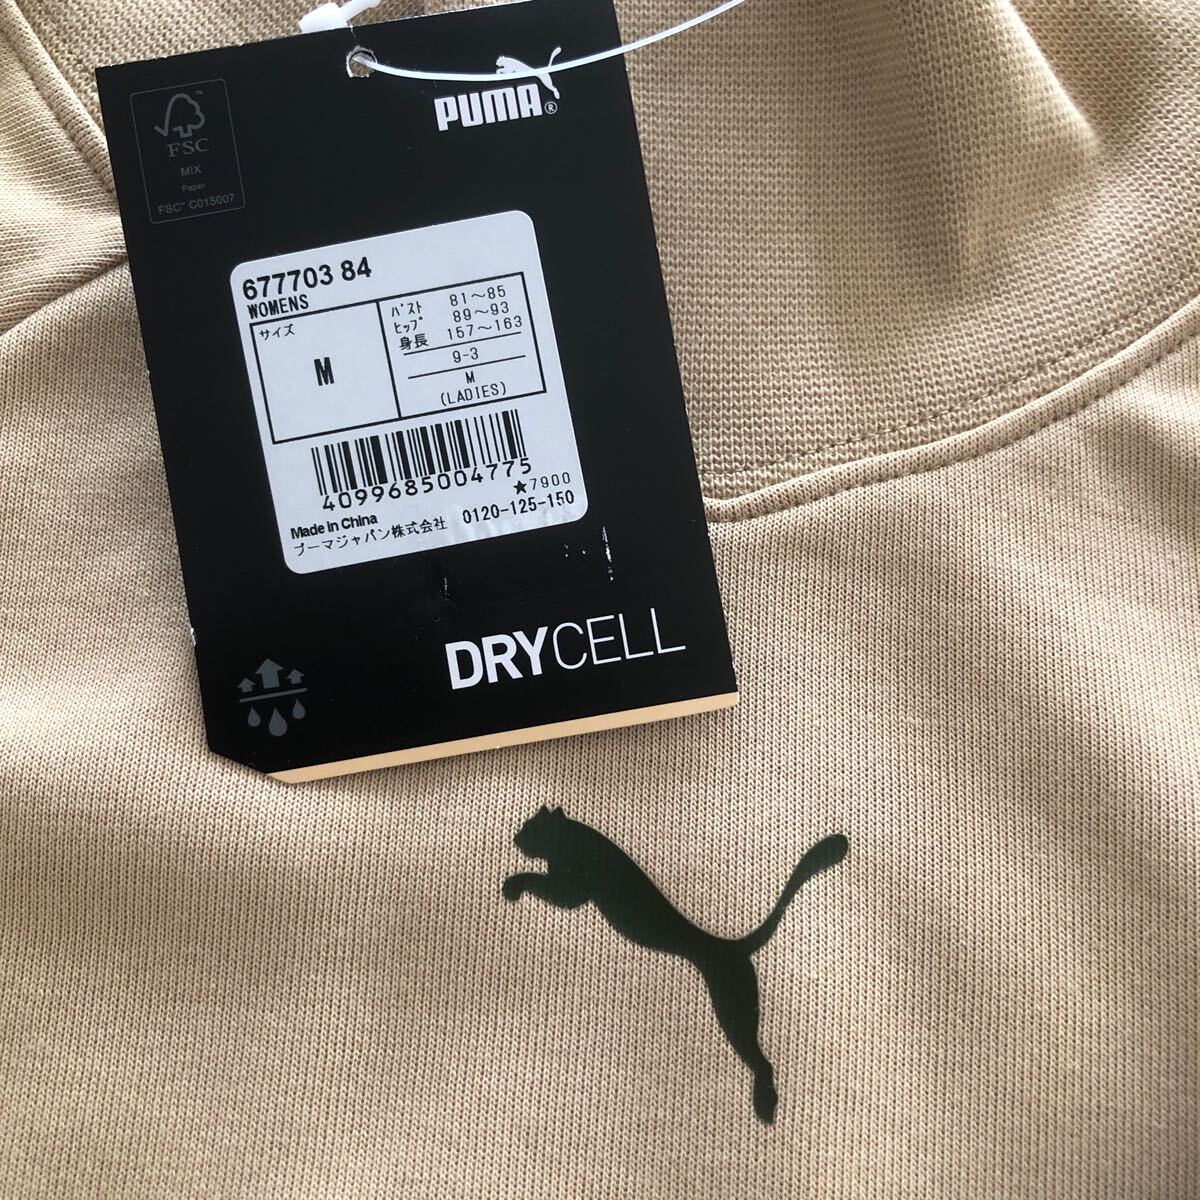 PUMA®
FSC
MIX
Paper
FSC™ C015007
677703 84
WOMENS
サイズ
M
バスト 81～85
ヒップ 89～93
身長 157～163
9-3
M
(LADIES)
4099685004775
★7900
Made in China
プーマジャパン株式会社 0120-125-150
DRYCELL